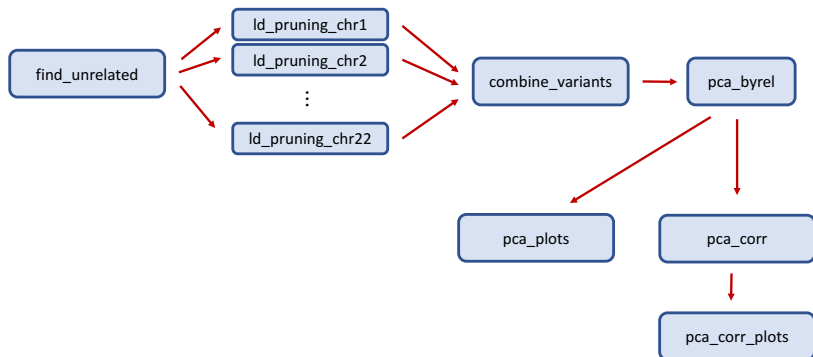 ld_pruning_chr1
find_unrelated
ld_pruning_chr2
combine_variants
pca_byrel
...
ld_pruning_chr22
pca_plots
pca_corr
pca_corr_plots